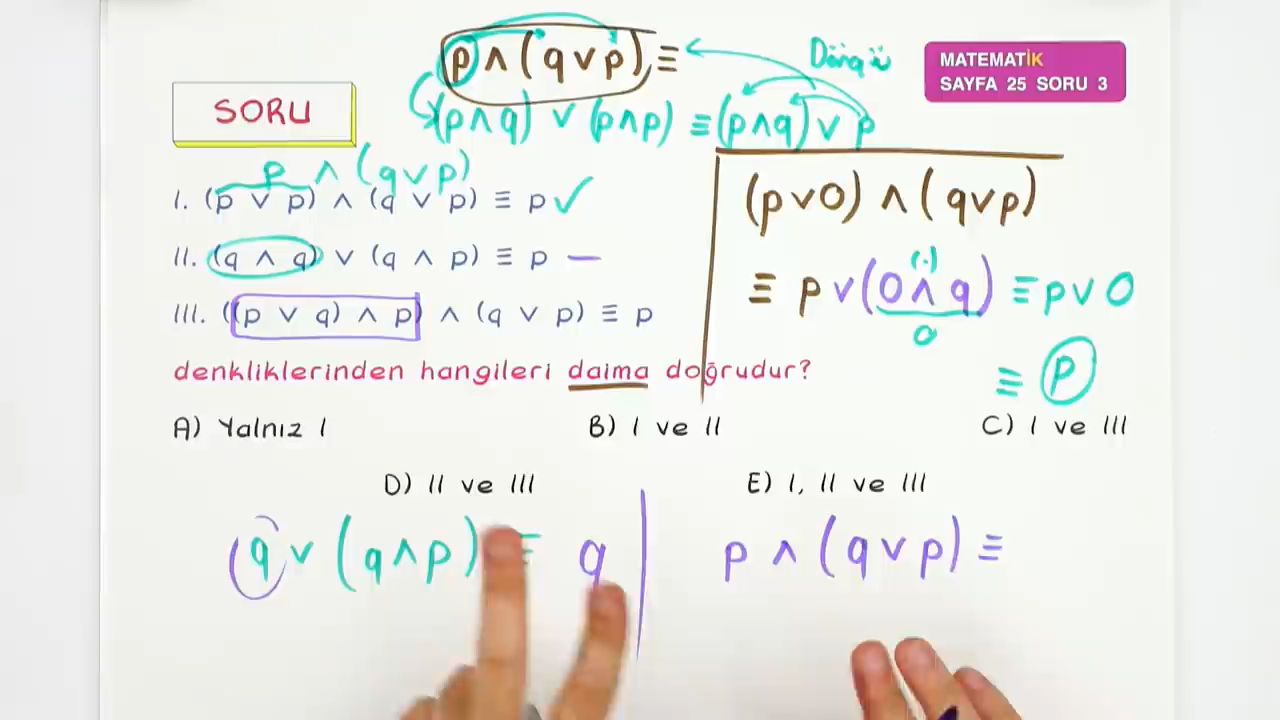 p ∧ (q ∨ p) ≡
MATEMATİK
SAYFA 25 SORU 3
SORU
(p ∧ q) ∨ (p ∧ p) ≡ (p ∧ q) ∨ p
p ∧ (q ∨ p)
I. (p ∨ p) ∧ (q ∨ p) ≡ p ✓
II. (q ∧ q) ∨ (q ∧ p) ≡ p –
III. ((p ∨ q) ∧ p) ∧ (q ∨ p) ≡ p
(p ∨ 0) ∧ (q ∨ p)
(·)
≡ p ∨ (0 ∧ q) ≡ p ∨ 0
0
≡ p
denkliklerinden hangileri daima doğrudur?
A) Yalnız I
B) I ve II
C) I ve III
D) II ve III
E) I, II ve III
q ∨ (q ∧ p) ≡ q
p ∧ (q ∨ p) ≡